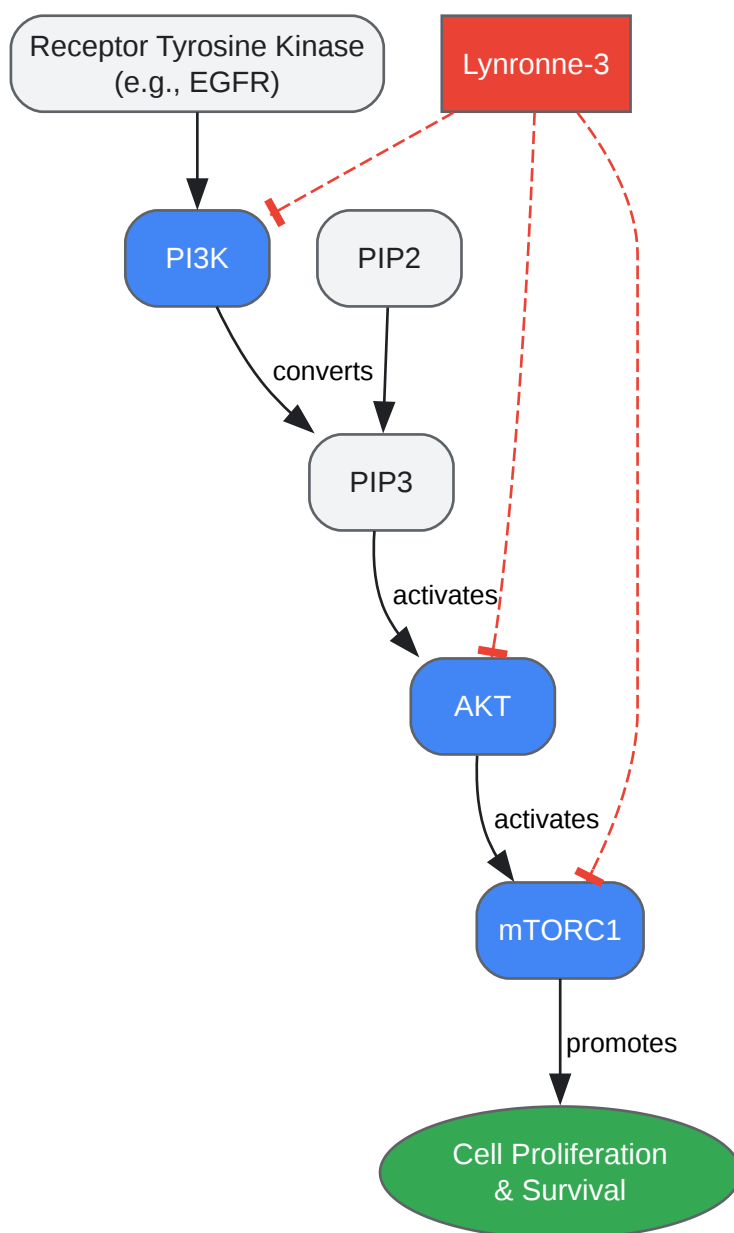 Receptor Tyrosine Kinase
(e.g., EGFR)
Lynronne-3
PI3K
PIP2
converts
PIP3
activates
AKT
activates
mTORC1
promotes
Cell Proliferation
& Survival